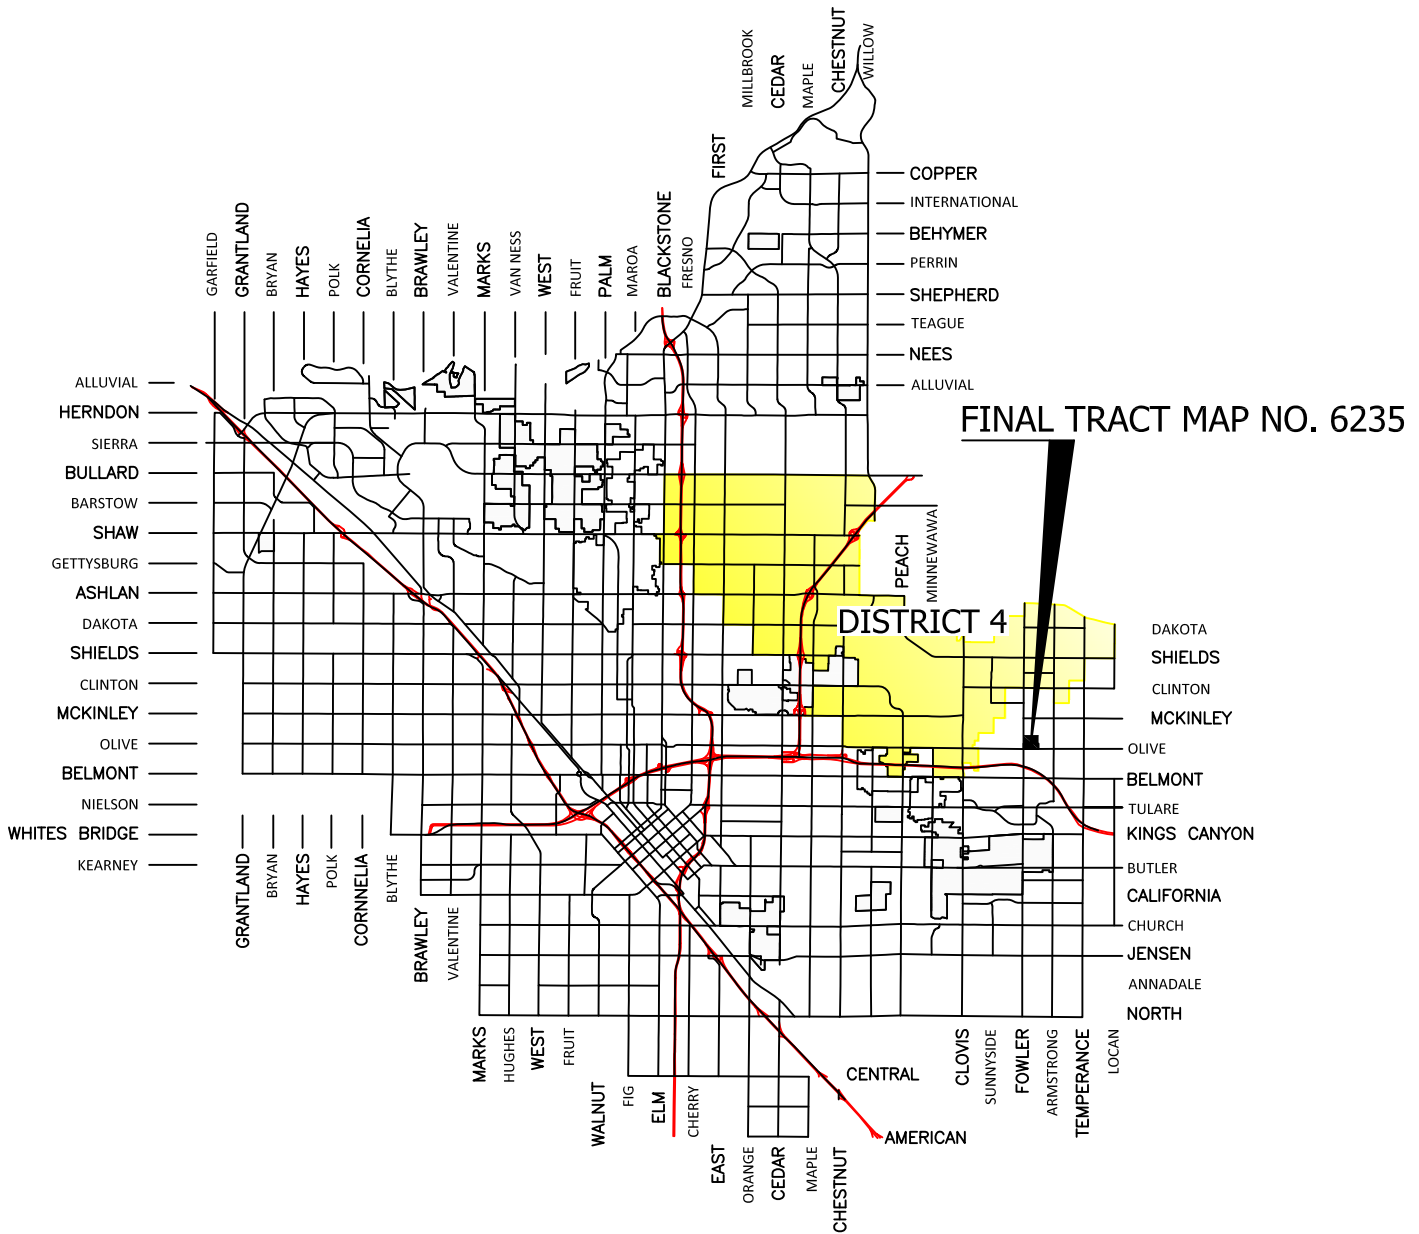 MILLBROOK
CEDAR
MAPLE
CHESTNUT
WILLOW
FIRST
COPPER
INTERNATIONAL
BEHYMER
PERRIN
SHEPHERD
TEAGUE
NEES
ALLUVIAL
GARFIELD
GRANTLAND
BRYAN
HAYES
POLK
CORNELIA
BLYTHE
BRAWLEY
VALENTINE
MARKS
VAN NESS
WEST
FRUIT
PALM
MAROA
BLACKSTONE
FRESNO
FINAL TRACT MAP NO. 6235
ALLUVIAL
HERNDON
SIERRA
BULLARD
BARSTOW
SHAW
GETTYSBURG
ASHLAN
DAKOTA
SHIELDS
CLINTON
MCKINLEY
OLIVE
BELMONT
NIELSON
WHITES BRIDGE
KEARNEY
PEACH
MINNEWAWA
DISTRICT 4
DAKOTA
SHIELDS
CLINTON
MCKINLEY
OLIVE
BELMONT
TULARE
KINGS CANYON
BUTLER
CALIFORNIA
CHURCH
JENSEN
ANNADALE
NORTH
GRANTLAND
BRYAN
HAYES
POLK
CORNNELIA
BLYTHE
BRAWLEY
VALENTINE
MARKS
HUGHES
WEST
FRUIT
WALNUT
FIG
ELM
CHERRY
EAST
ORANGE
CEDAR
MAPLE
CHESTNUT
CENTRAL
AMERICAN
CLOVIS
SUNNYSIDE
FOWLER
ARMSTRONG
TEMPERANCE
LOCAN